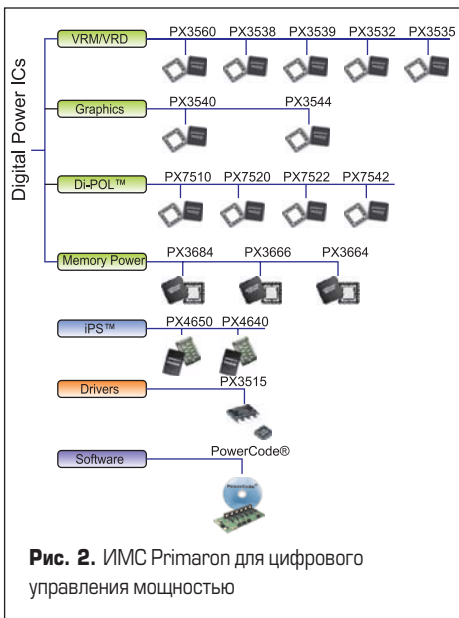 Digital Power ICs
VRM/VRD PX3560 PX3538 PX3539 PX3532 PX3535
Graphics PX3540 PX3544
Di-POL™ PX7510 PX7520 PX7522 PX7542
Memory Power PX3684 PX3666 PX3664
iPS™ PX4650 PX4640
Drivers PX3515
Software PowerCode®
PowerCode
Рис. 2. ИМС Primaron для цифрового
управления мощностью